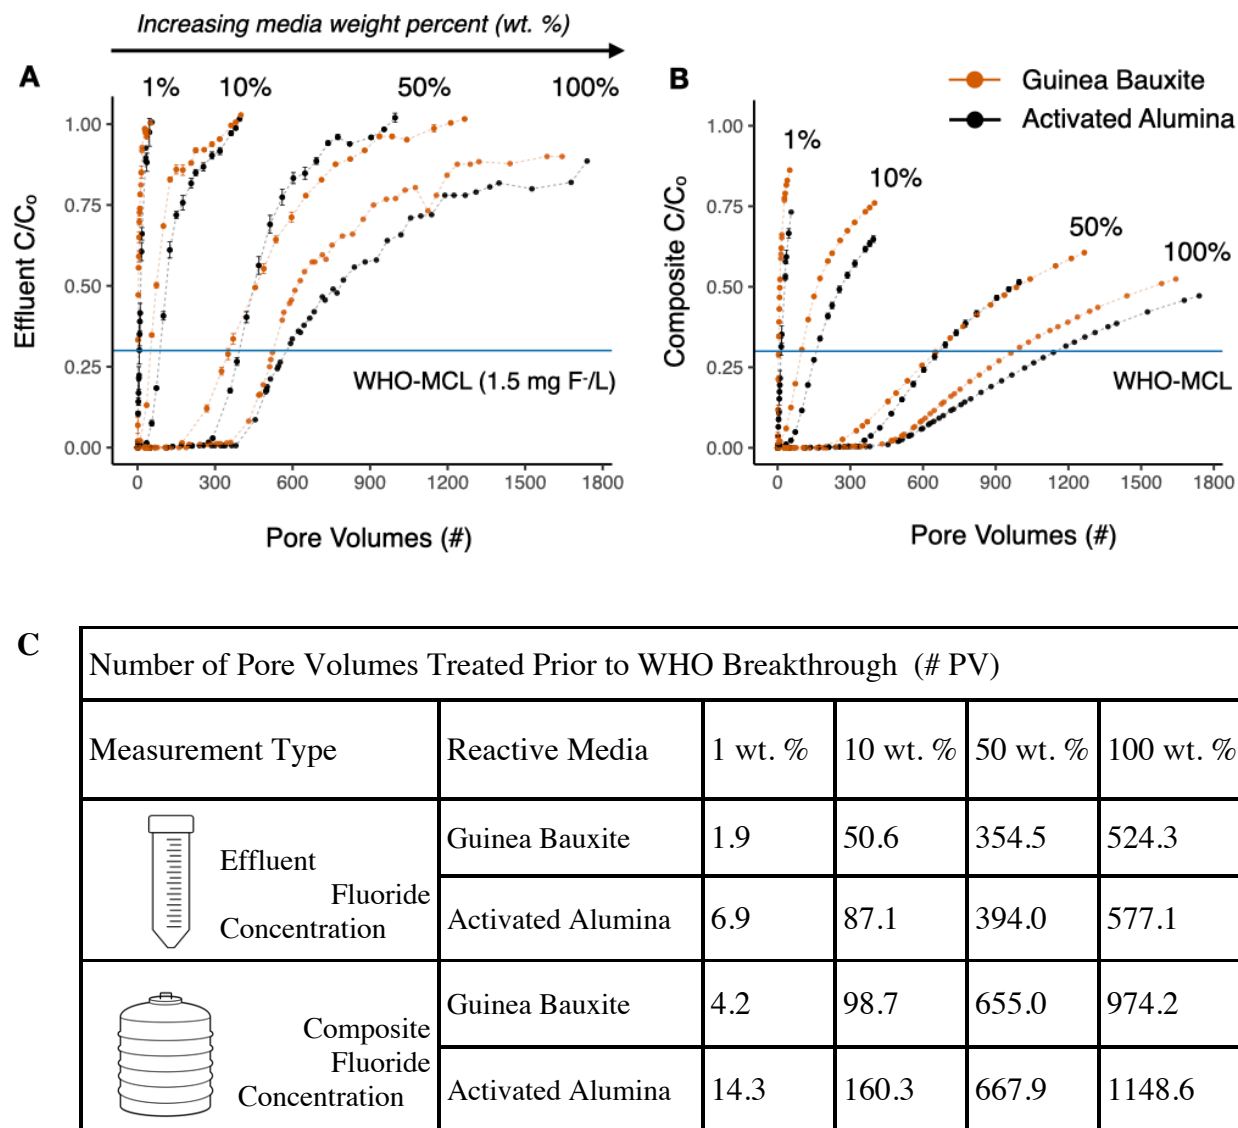 Increasing media weight percent (wt. %)
A
1%
10%
50%
100%
Effluent C/C₀
1.00
0.75
0.50
0.25
0.00
WHO-MCL (1.5 mg F⁻/L)
0 300 600 900 1200 1500 1800
Pore Volumes (#)
B
Guinea Bauxite
Activated Alumina
1%
10%
50%
100%
Composite C/C₀
1.00
0.75
0.50
0.25
0.00
WHO-MCL
0 300 600 900 1200 1500 1800
Pore Volumes (#)
C
Number of Pore Volumes Treated Prior to WHO Breakthrough (# PV)
Measurement Type Reactive Media 1 wt. % 10 wt. % 50 wt. % 100 wt. %
Effluent
Fluoride
Concentration
Guinea Bauxite 1.9 50.6 354.5 524.3
Activated Alumina 6.9 87.1 394.0 577.1
Composite
Fluoride
Concentration
Guinea Bauxite 4.2 98.7 655.0 974.2
Activated Alumina 14.3 160.3 667.9 1148.6